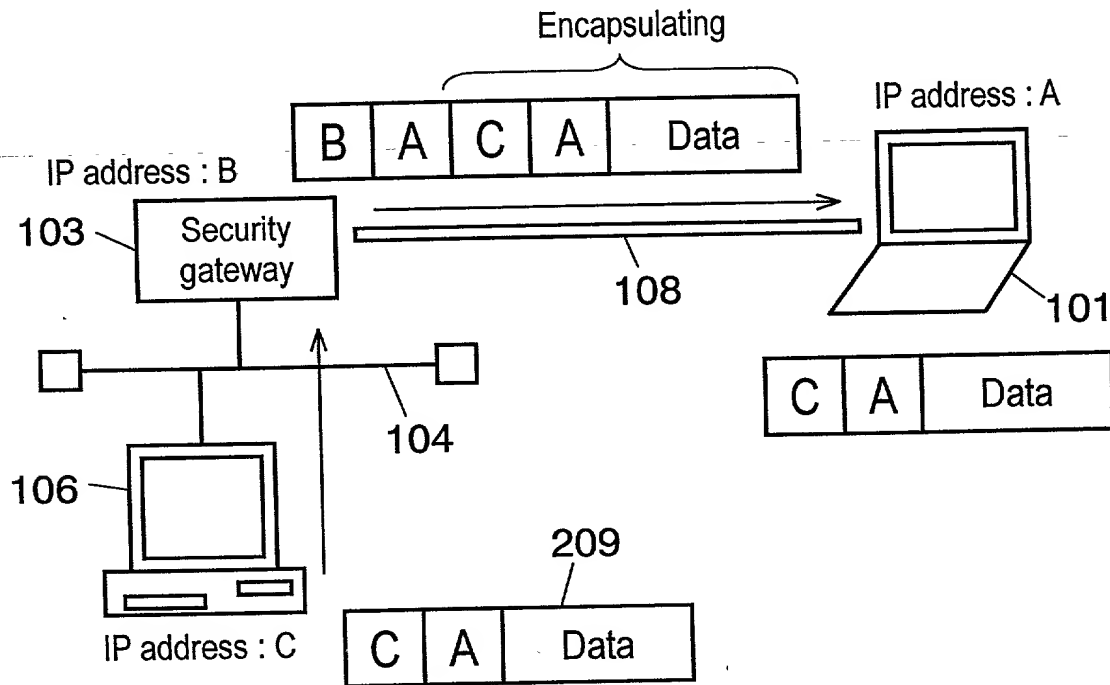 Encapsulating
IP address : A
B A C A Data
IP address : B
103
Security
gateway
108
101
C A Data
104
106
209
C A Data
IP address : C